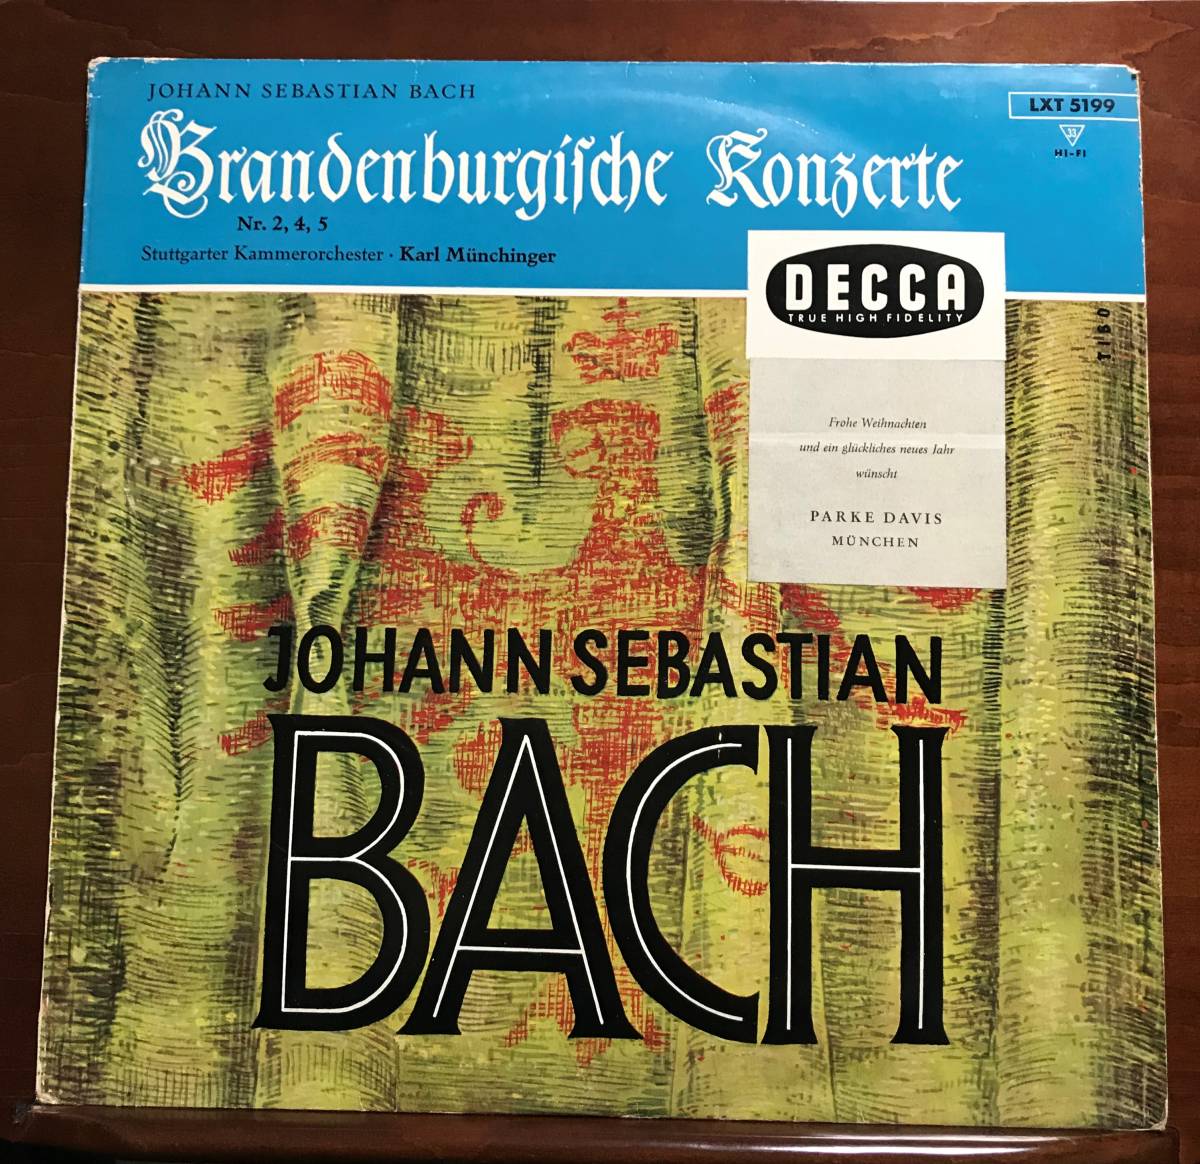 JOHANN SEBASTIAN BACH
LXT 5199
33
HI-FI
Brandenburgiſche Konzerte
Nr. 2, 4, 5
Stuttgarter Kammerorchester · Karl Münchinger
DECCA
TRUE HIGH FIDELITY
TIBO
Frohe Weihnachten
und ein glückliches neues Jahr
wünscht
PARKE DAVIS
MÜNCHEN
JOHANN SEBASTIAN
BACH